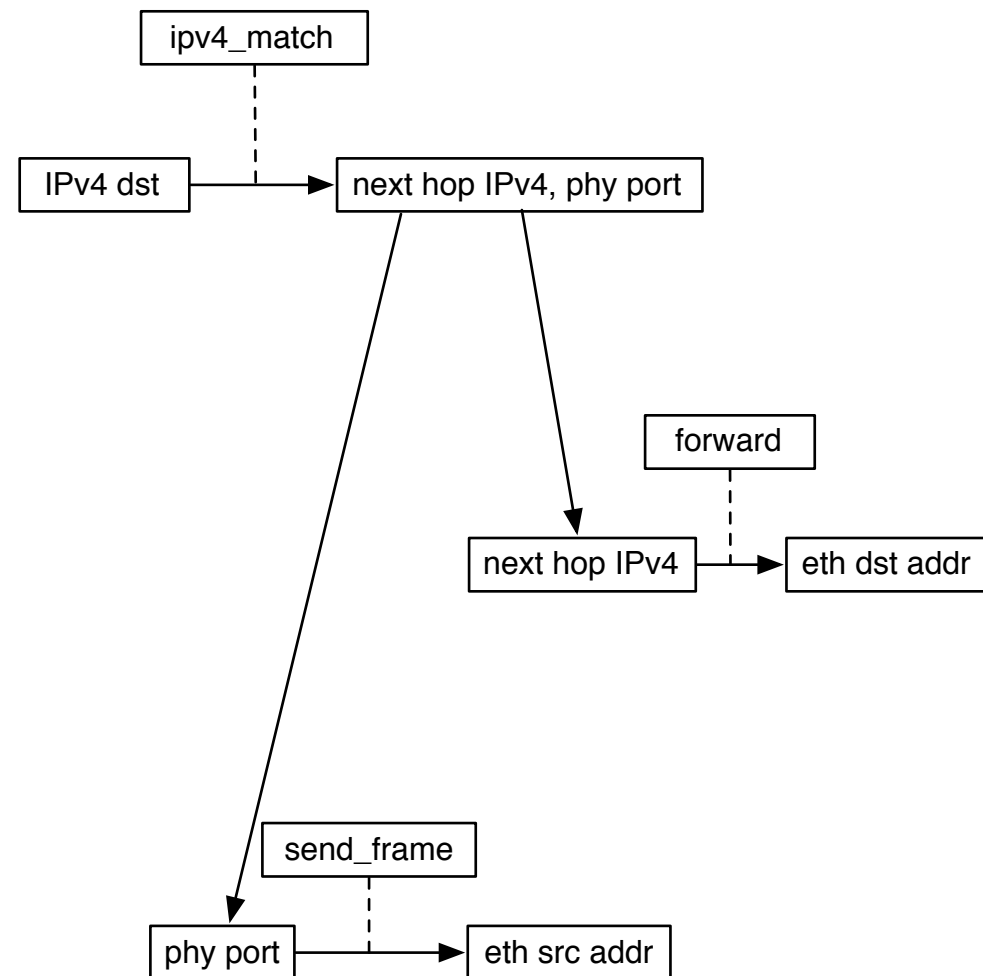 ipv4_match
IPv4 dst
next hop IPv4, phy port
forward
next hop IPv4
eth dst addr
send_frame
phy port
eth src addr